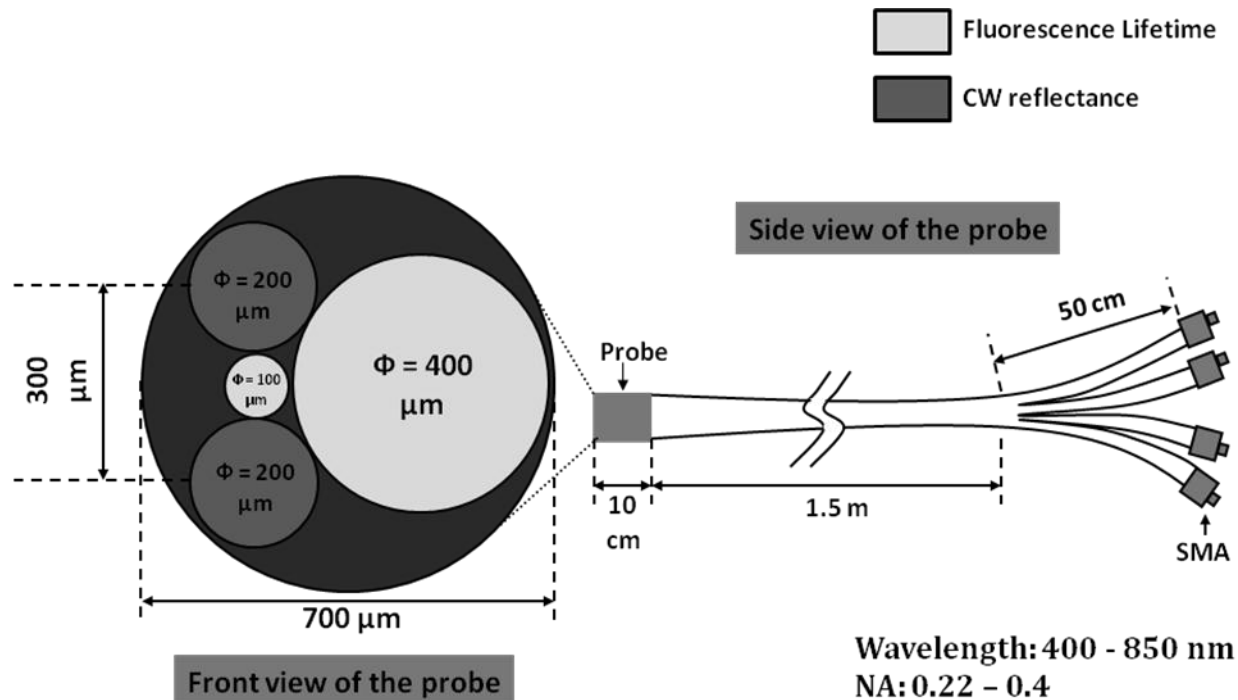 Fluorescence Lifetime
CW reflectance
Side view of the probe
Φ = 200
μm
50 cm
Probe
300
μm
Φ = 100
μm
Φ = 400
μm
Φ = 200
μm
10
cm
1.5 m
SMA
700 μm
Front view of the probe
Wavelength: 400 - 850 nm
NA: 0.22 – 0.4